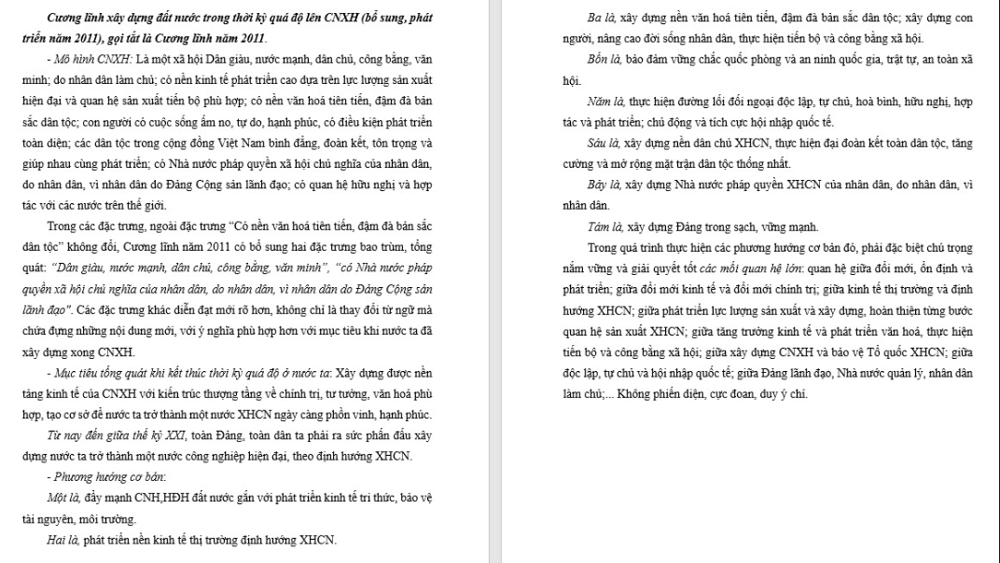 Cương lĩnh xây dựng đất nước trong thời kỳ quá độ lên CNXH (bổ sung, phát
triển năm 2011), gọi tắt là Cương lĩnh năm 2011.
- Mô hình CNXH: Là một xã hội Dân giàu, nước mạnh, dân chủ, công bằng, văn
minh; do nhân dân làm chủ; có nền kinh tế phát triển cao dựa trên lực lượng sản xuất
hiện đại và quan hệ sản xuất tiến bộ phù hợp; có nền văn hoá tiên tiến, đậm đà bản
sắc dân tộc; con người có cuộc sống ấm no, tự do, hạnh phúc, có điều kiện phát triển
toàn diện; các dân tộc trong cộng đồng Việt Nam bình đẳng, đoàn kết, tôn trọng và
giúp nhau cùng phát triển; có Nhà nước pháp quyền xã hội chủ nghĩa của nhân dân,
do nhân dân, vì nhân dân do Đảng Cộng sản lãnh đạo; có quan hệ hữu nghị và hợp
tác với các nước trên thế giới.
Trong các đặc trưng, ngoài đặc trưng “Có nền văn hoá tiên tiến, đậm đà bản sắc
dân tộc” không đổi, Cương lĩnh năm 2011 có bổ sung hai đặc trưng bao trùm, tổng
quát: “Dân giàu, nước mạnh, dân chủ, công bằng, văn minh”, “có Nhà nước pháp
quyền xã hội chủ nghĩa của nhân dân, do nhân dân, vì nhân dân do Đảng Cộng sản
lãnh đạo”. Các đặc trưng khác diễn đạt mới rõ hơn, không chỉ là thay đổi từ ngữ mà
chứa đựng những nội dung mới, với ý nghĩa phù hợp hơn với mục tiêu khi nước ta đã
xây dựng xong CNXH.
- Mục tiêu tổng quát khi kết thúc thời kỳ quá độ ở nước ta: Xây dựng được nền
tảng kinh tế của CNXH với kiến trúc thượng tầng về chính trị, tư tưởng, văn hoá phù
hợp, tạo cơ sở để nước ta trở thành một nước XHCN ngày càng phồn vinh, hạnh phúc.
Từ nay đến giữa thế kỷ XXI, toàn Đảng, toàn dân ta phải ra sức phấn đấu xây
dựng nước ta trở thành một nước công nghiệp hiện đại, theo định hướng XHCN.
- Phương hướng cơ bản:
Một là, đẩy mạnh CNH,HĐH đất nước gắn với phát triển kinh tế tri thức, bảo vệ
tài nguyên, môi trường.
Hai là, phát triển nền kinh tế thị trường định hướng XHCN.
Ba là, xây dựng nền văn hoá tiên tiến, đậm đà bản sắc dân tộc; xây dựng con
người, nâng cao đời sống nhân dân, thực hiện tiến bộ và công bằng xã hội.
Bốn là, bảo đảm vững chắc quốc phòng và an ninh quốc gia, trật tự, an toàn xã
hội.
Năm là, thực hiện đường lối đối ngoại độc lập, tự chủ, hoà bình, hữu nghị, hợp
tác và phát triển; chủ động và tích cực hội nhập quốc tế.
Sáu là, xây dựng nền dân chủ XHCN, thực hiện đại đoàn kết toàn dân tộc, tăng
cường và mở rộng mặt trận dân tộc thống nhất.
Bảy là, xây dựng Nhà nước pháp quyền XHCN của nhân dân, do nhân dân, vì
nhân dân.
Tám là, xây dựng Đảng trong sạch, vững mạnh.
Trong quá trình thực hiện các phương hướng cơ bản đó, phải đặc biệt chú trọng
nắm vững và giải quyết tốt các mối quan hệ lớn: quan hệ giữa đổi mới, ổn định và
phát triển; giữa đổi mới kinh tế và đổi mới chính trị; giữa kinh tế thị trường và định
hướng XHCN; giữa phát triển lực lượng sản xuất và xây dựng, hoàn thiện từng bước
quan hệ sản xuất XHCN; giữa tăng trưởng kinh tế và phát triển văn hoá, thực hiện
tiến bộ và công bằng xã hội; giữa xây dựng CNXH và bảo vệ Tổ quốc XHCN; giữa
độc lập, tự chủ và hội nhập quốc tế; giữa Đảng lãnh đạo, Nhà nước quản lý, nhân dân
làm chủ;... Không phiến diện, cực đoan, duy ý chí.